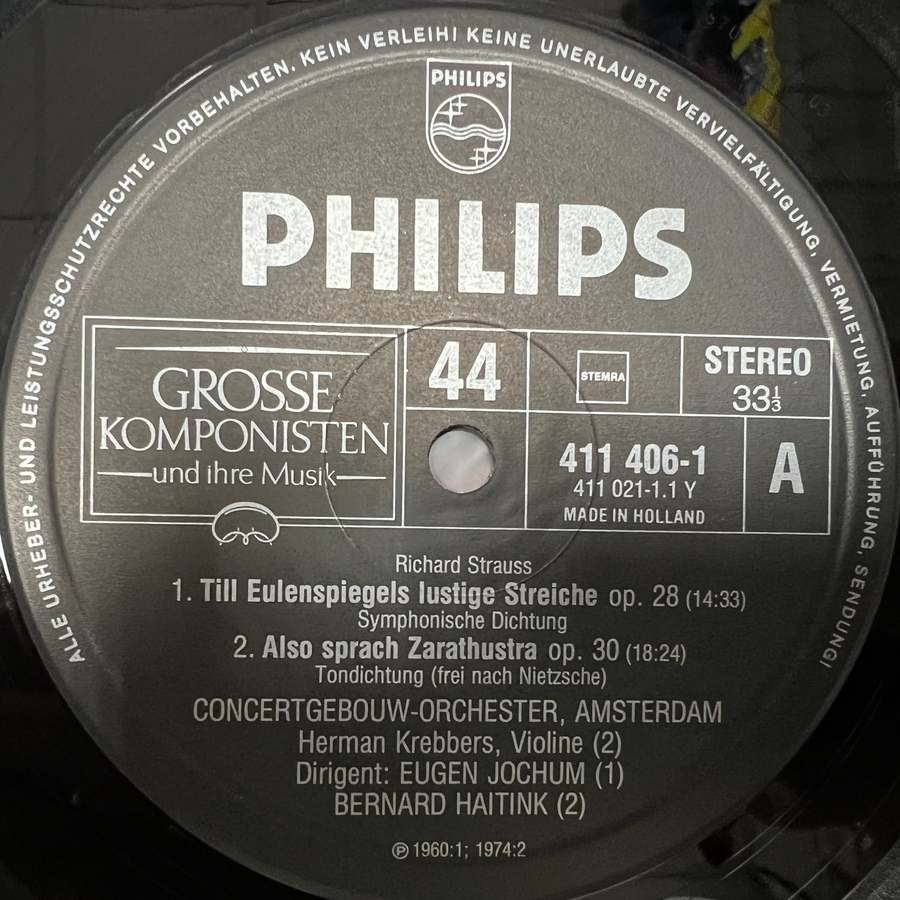 ALLE URHEBER- UND LEISTUNGSSCHUTZRECHTE VORBEHALTEN. KEIN VERLEIH! KEINE UNERLAUBTE VERVIELFÄLTIGUNG, VERMIETUNG, AUFFÜHRUNG, SENDUNG!
PHILIPS
PHILIPS
GROSSE
KOMPONISTEN
und ihre Musik
44
STEMRA
STEREO
33⅓
411 406-1
411 021-1.1 Y
MADE IN HOLLAND
A
Richard Strauss
1. Till Eulenspiegels lustige Streiche op. 28 (14:33)
Symphonische Dichtung
2. Also sprach Zarathustra op. 30 (18:24)
Tondichtung (frei nach Nietzsche)
CONCERTGEBOUW-ORCHESTER, AMSTERDAM
Herman Krebbers, Violine (2)
Dirigent: EUGEN JOCHUM (1)
BERNARD HAITINK (2)
℗ 1960:1; 1974:2